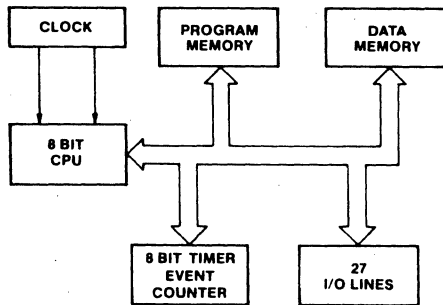 CLOCK
PROGRAM
MEMORY
DATA
MEMORY
8 BIT
CPU
8 BIT TIMER
EVENT
COUNTER
27
I/O LINES